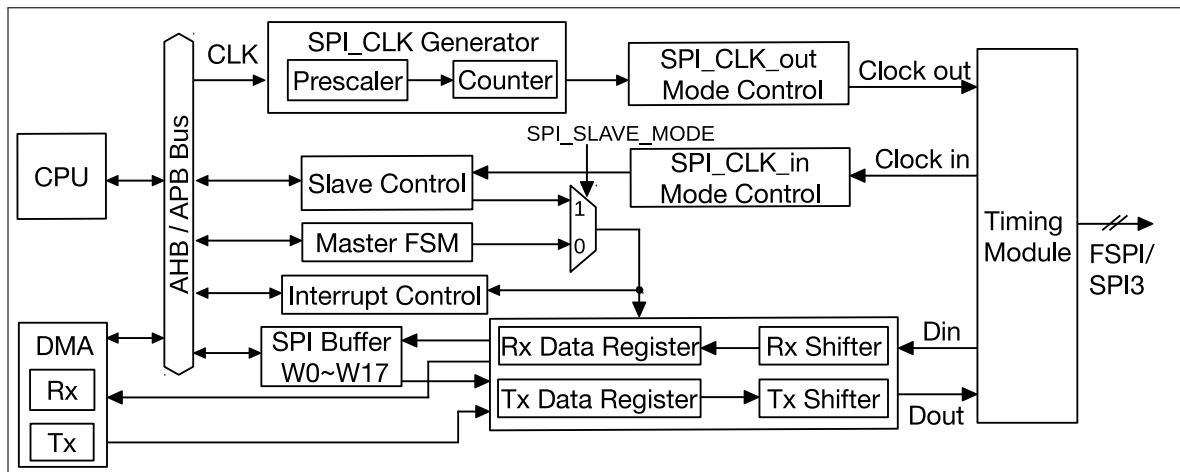 SPI_CLK Generator
CLK
Prescaler
Counter
SPI_CLK_out
Mode Control
Clock out
SPI_SLAVE_MODE
CPU
AHB / APB Bus
Slave Control
SPI_CLK_in
Mode Control
Clock in
1
0
Master FSM
Timing
Module
FSPI/
SPI3
Interrupt Control
DMA
Rx
Tx
SPI Buffer
W0~W17
Rx Data Register
Rx Shifter
Din
Tx Data Register
Tx Shifter
Dout